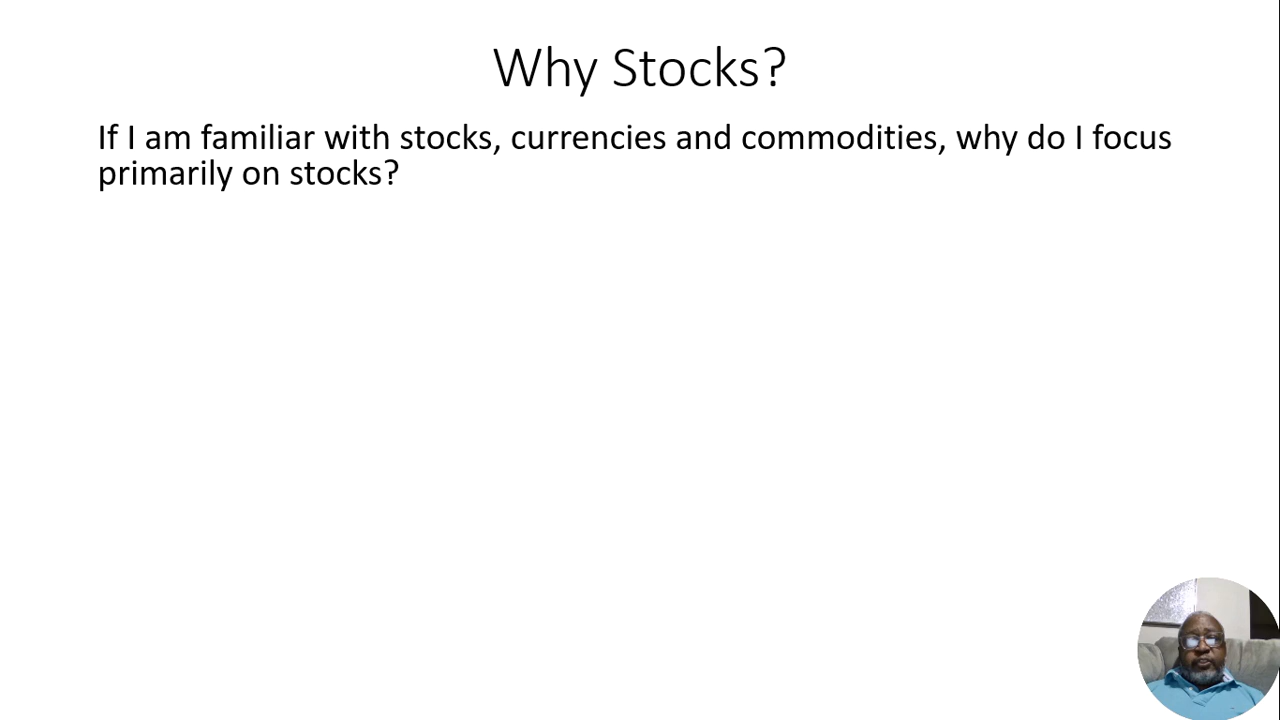 Why Stocks?
If I am familiar with stocks, currencies and commodities, why do I focus
primarily on stocks?